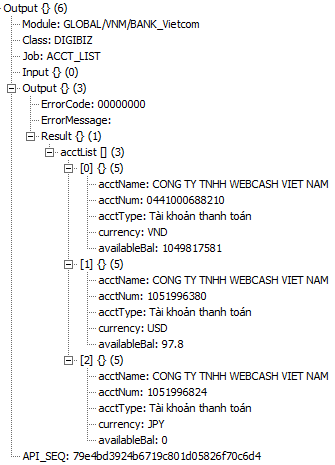 Output {} (6)
Module: GLOBAL/VNM/BANK_Vietcom
Class: DIGIBIZ
Job: ACCT_LIST
Input {} (0)
Output {} (3)
ErrorCode: 00000000
ErrorMessage:
Result {} (1)
acctList [] (3)
[0] {} (5)
acctName: CONG TY TNHH WEBCASH VIET NAM
acctNum: 0441000688210
acctType: Tài khoản thanh toán
currency: VND
availableBal: 1049817581
[1] {} (5)
acctName: CONG TY TNHH WEBCASH VIET NAM
acctNum: 1051996380
acctType: Tài khoản thanh toán
currency: USD
availableBal: 97.8
[2] {} (5)
acctName: CONG TY TNHH WEBCASH VIET NAM
acctNum: 1051996824
acctType: Tài khoản thanh toán
currency: JPY
availableBal: 0
API_SEQ: 79e4bd3924b6719c801d05826f70c6d4